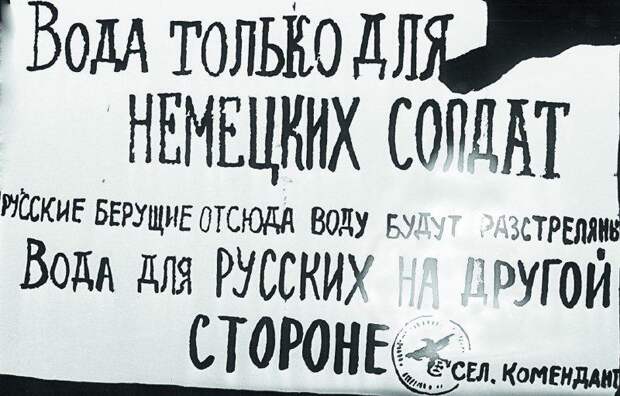 Вода только для
немецких солдат
русские берущие отсюда воду будут разстреляны
Вода для русских на другой
стороне
сел. комендант